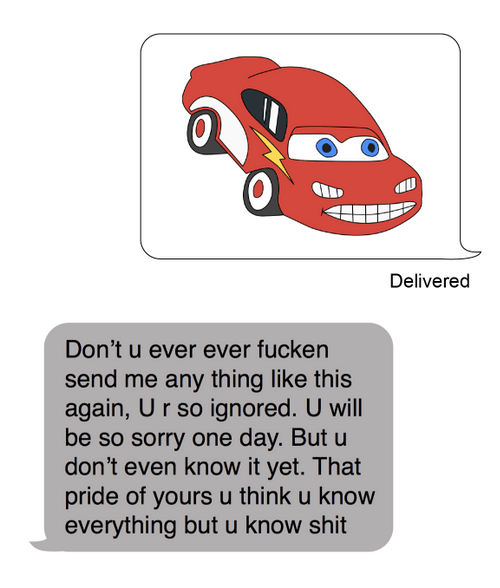 Delivered
Don't u ever ever fucken
send me any thing like this
again, U r so ignored. U will
be so sorry one day. But u
don't even know it yet. That
pride of yours u think u know
everything but u know shit